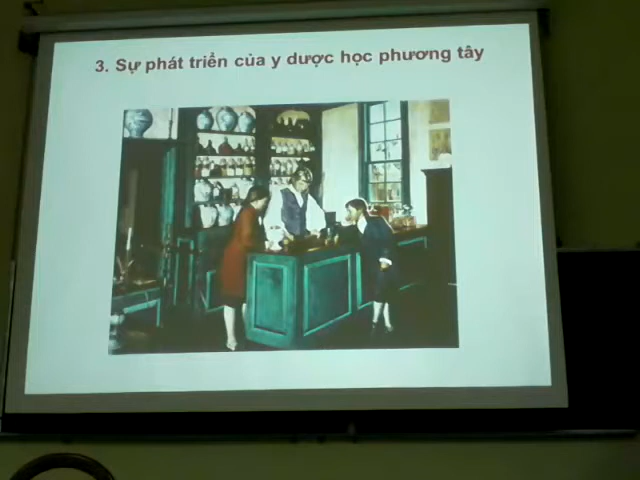 3. Sự phát triển của y dược học phương tây